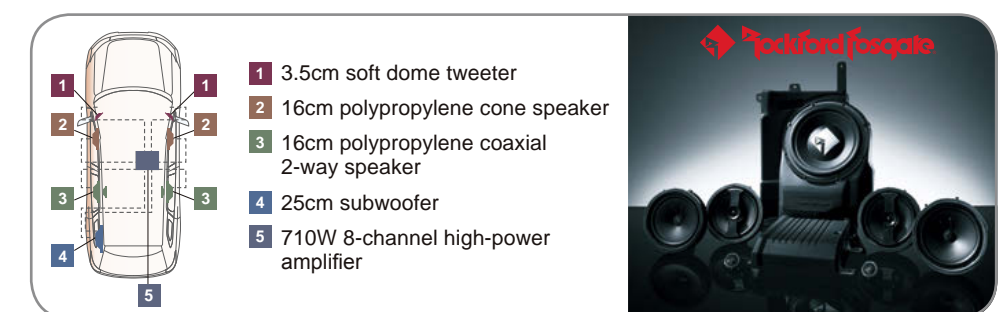 Rockford Fosgate
1 1
2 2
3 3
4
5
1 3.5cm soft dome tweeter
2 16cm polypropylene cone speaker
3 16cm polypropylene coaxial
2-way speaker
4 25cm subwoofer
5 710W 8-channel high-power
amplifier